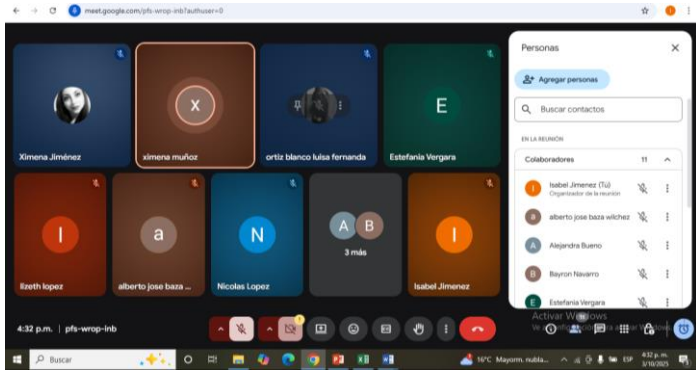 meet.google.com/pfs-wrop-inb?authuser=0
Ximena Jiménez
x
ximena muñoz
ortiz blanco luisa fernanda
E
Estefania Vergara
I
lizeth lopez
a
alberto jose baza ...
N
Nicolas Lopez
A B
3 más
I
Isabel Jimenez
Personas
Agregar personas
Buscar contactos
EN LA REUNIÓN
Colaboradores 11
I
Isabel Jimenez (Tú)
Organizador de la reunión
a
alberto jose baza wilchez
A
Alejandra Bueno
B
Bayron Navarro
E
Estefania Vergara
4:32 p.m. | pfs-wrop-inb
Activar Windows
Buscar
16°C Mayorm. nubla...
ESP
4:32 p. m.
3/10/2025